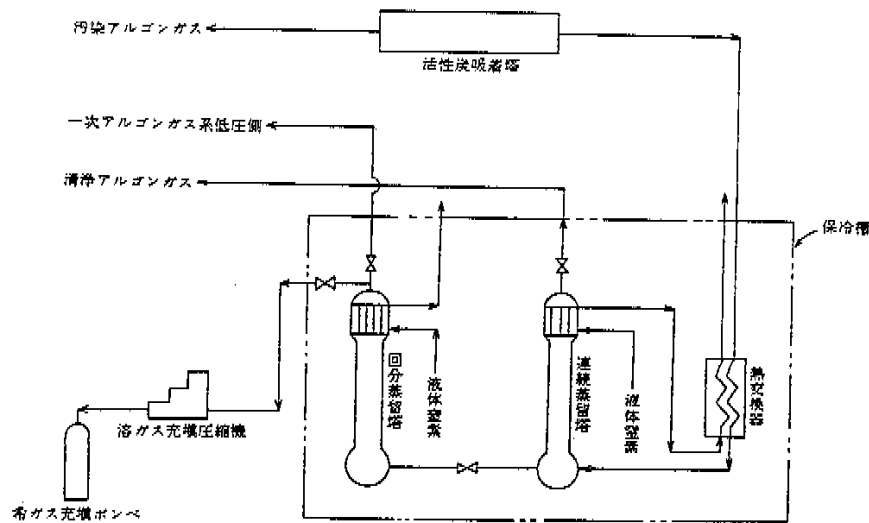 汚染アルゴンガス
活性炭吸着塔
一次アルゴンガス系低圧側
清浄アルゴンガス
保冷槽
回分蒸留塔
液体窒素
連続蒸留塔
液体窒素
熱交換器
溶ガス充填圧縮機
希ガス充填ボンベ